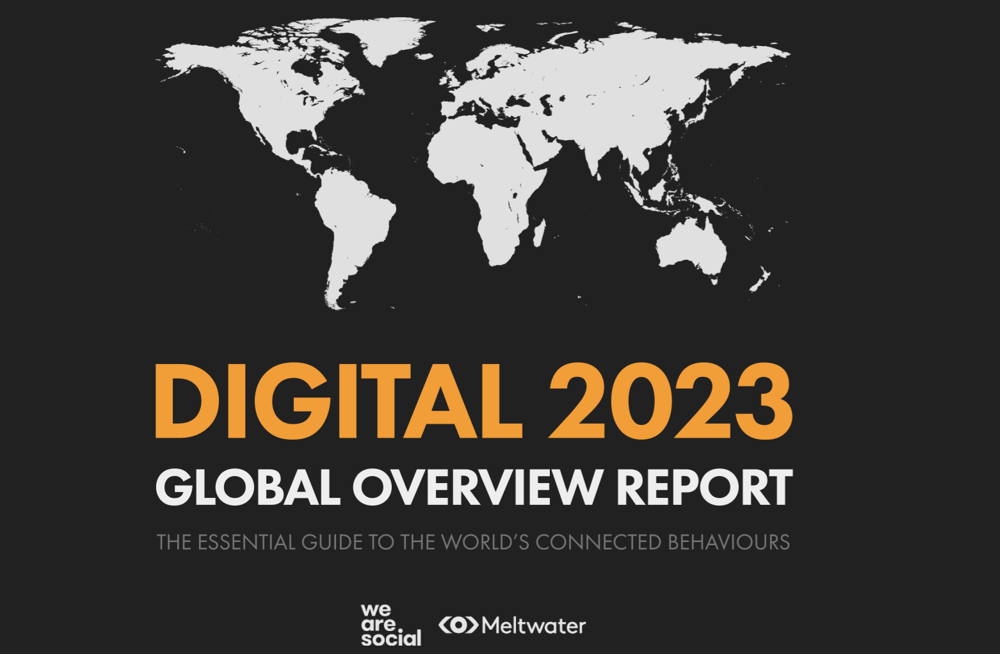 DIGITAL 2023
GLOBAL OVERVIEW REPORT
THE ESSENTIAL GUIDE TO THE WORLD’S CONNECTED BEHAVIOURS
we
are.
social
Meltwater